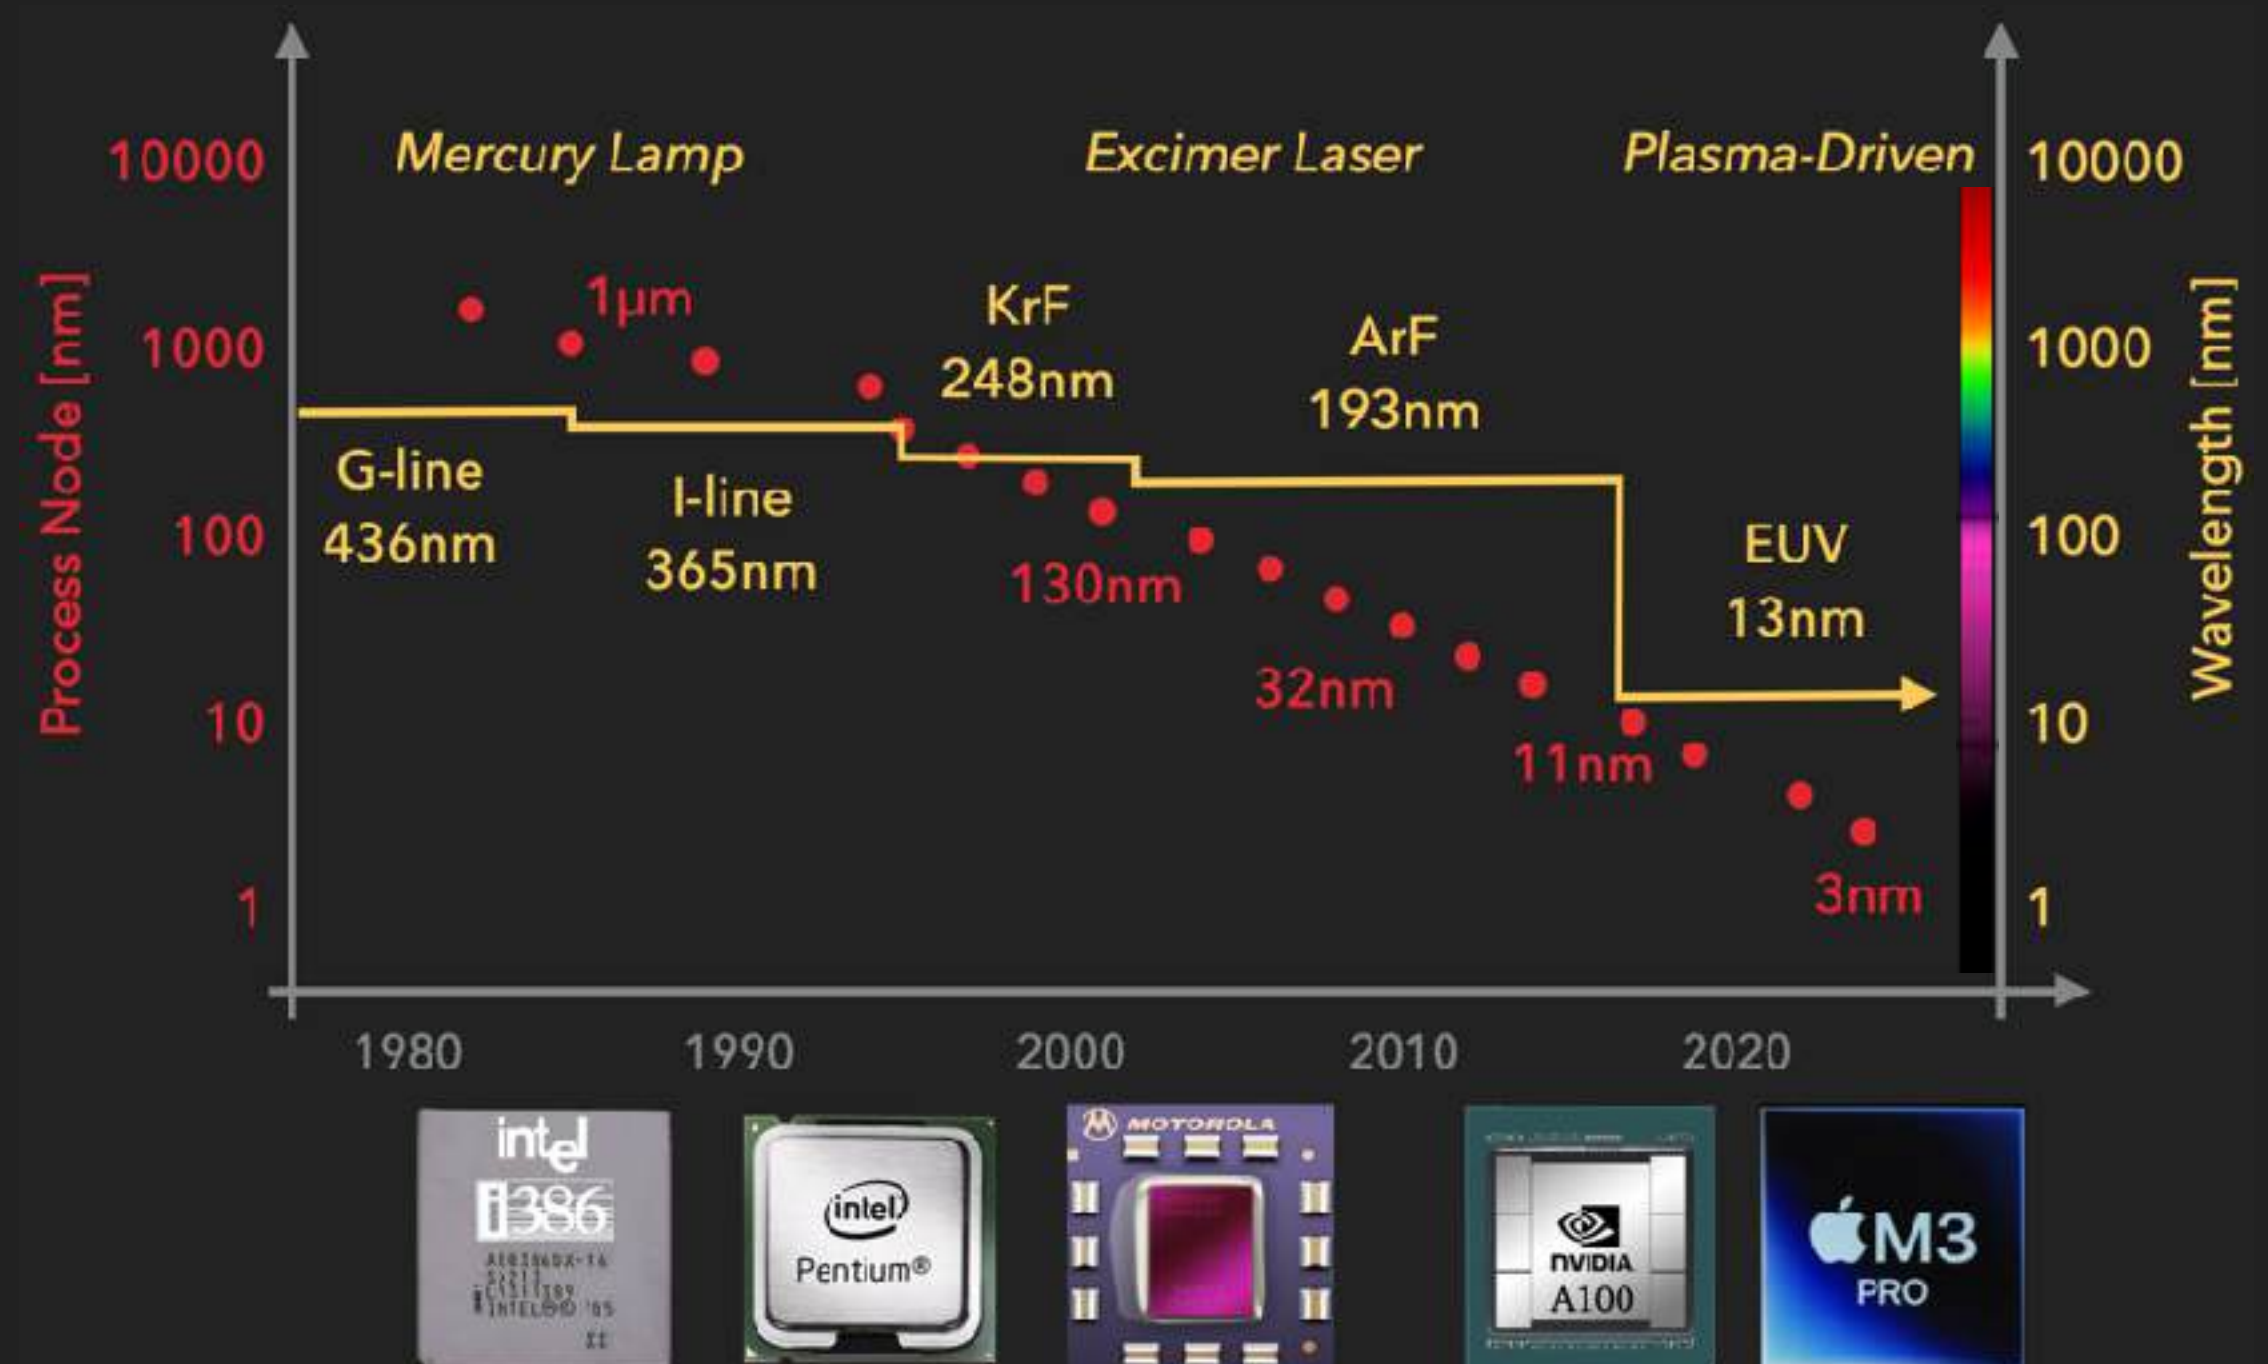 Mercury Lamp
Excimer Laser
Plasma-Driven
Process Node [nm]
10000
1000
100
10
1
1μm
KrF
248nm
ArF
193nm
G-line
436nm
I-line
365nm
130nm
32nm
11nm
EUV
13nm
3nm
10000
1000
100
10
1
Wavelength [nm]
1980 1990 2000 2010 2020
intel
i386
INTEL
intel
Pentium®
MOTOROLA
NVIDIA
A100
M3
PRO